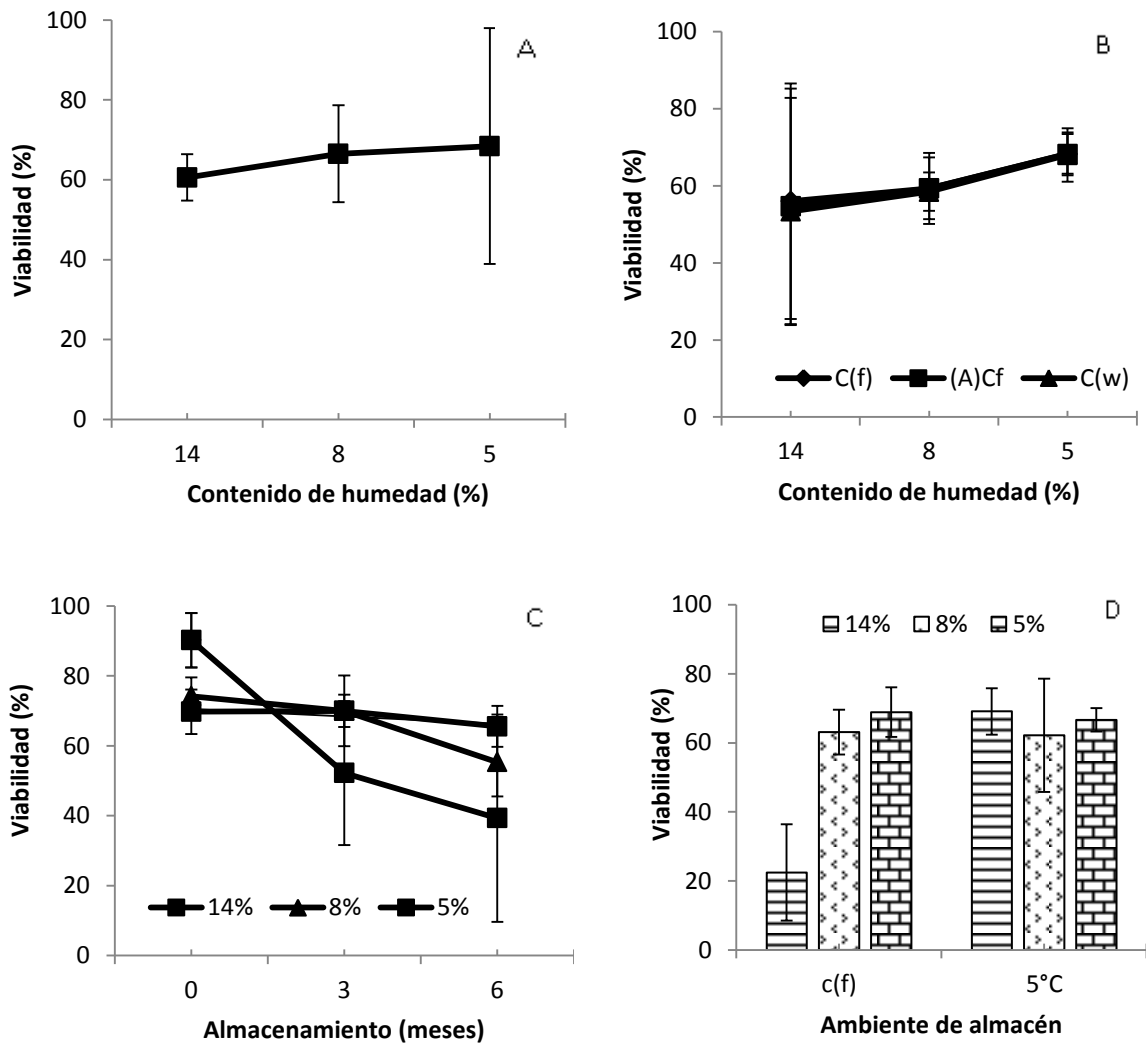 A
Viabilidad (%)
100
80
60
40
20
0
14 8 5
Contenido de humedad (%)
B
Viabilidad (%)
100
80
60
40
20
0
C(f) (A)Cf C(w)
14 8 5
Contenido de humedad (%)
C
Viabilidad (%)
100
80
60
40
20
0
14% 8% 5%
0 3 6
Almacenamiento (meses)
D
Viabilidad (%)
100
80
60
40
20
0
14% 8% 5%
c(f) 5°C
Ambiente de almacén